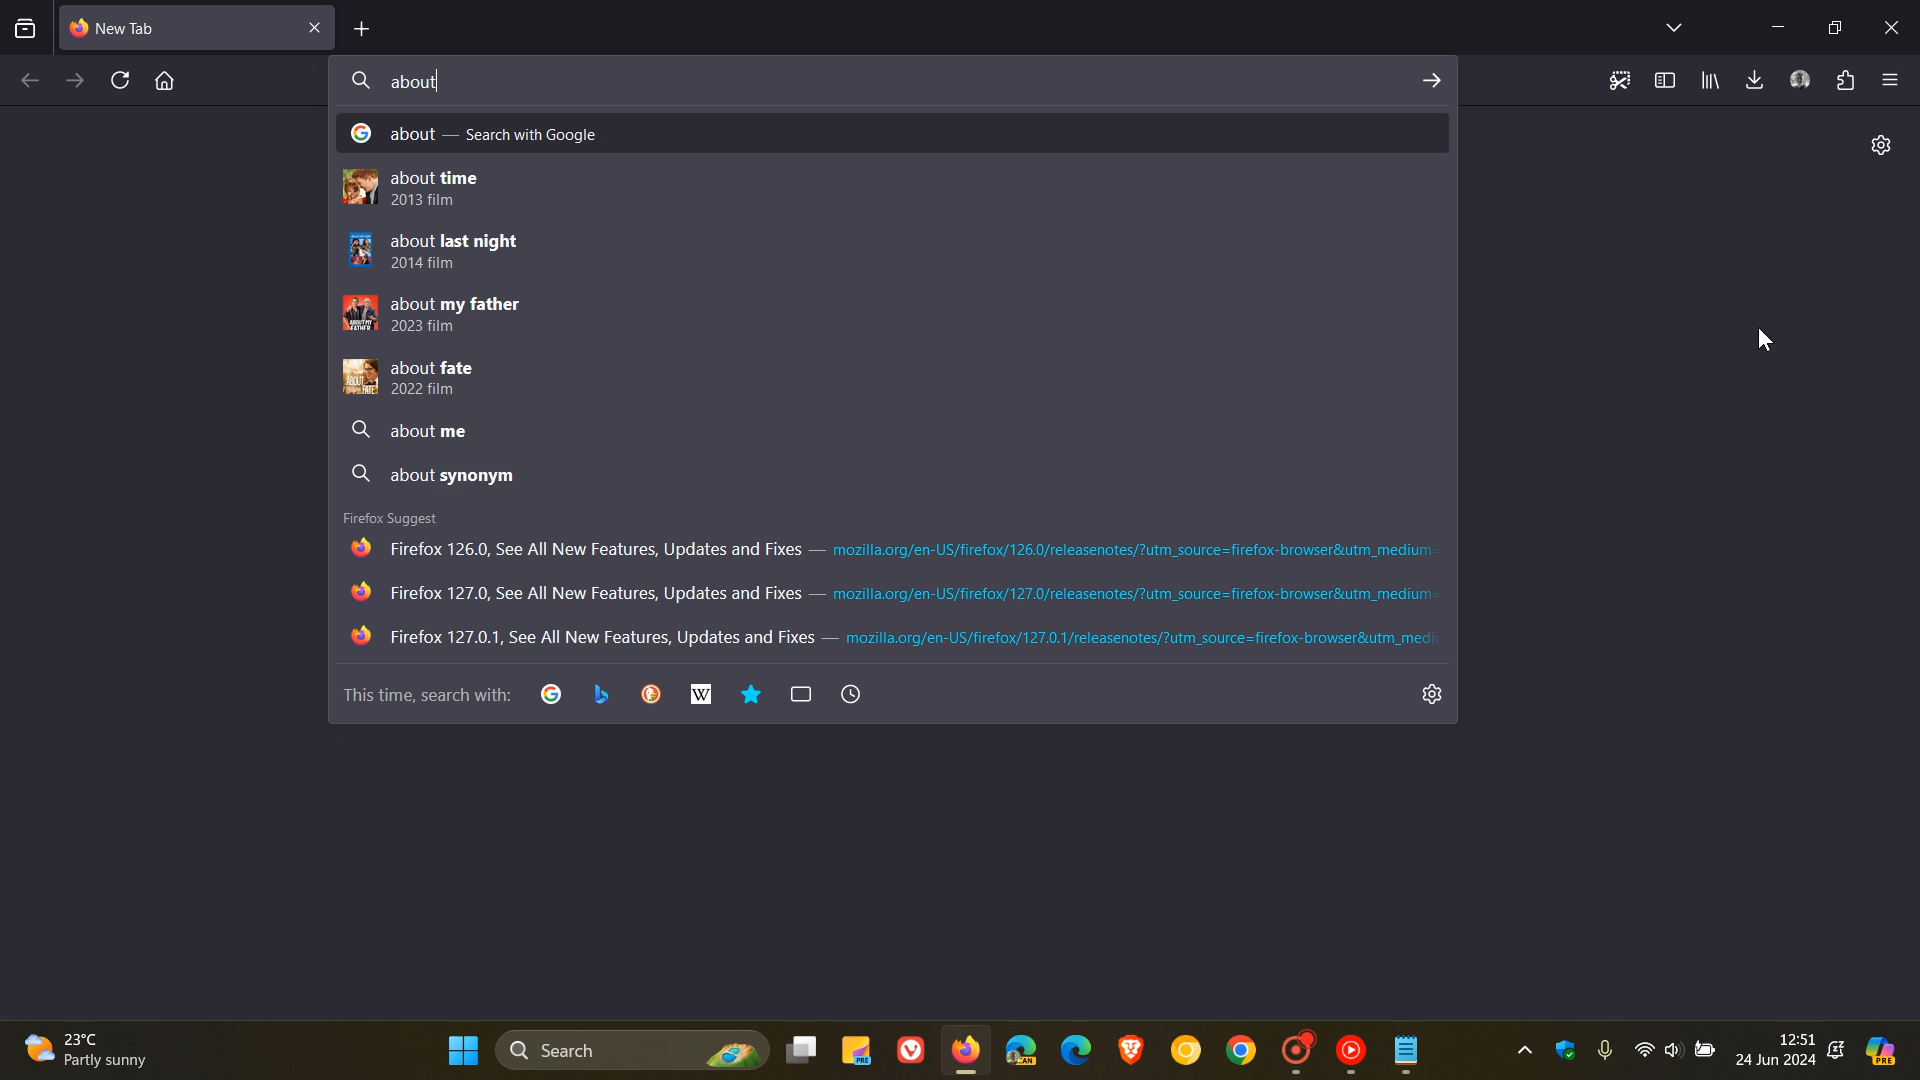 New Tab
about
about — Search with Google
about time
2013 film
about last night
2014 film
about my father
2023 film
about fate
2022 film
about me
about synonym
Firefox Suggest
Firefox 126.0, See All New Features, Updates and Fixes — mozilla.org/en-US/firefox/126.0/releasenotes/?utm_source=firefox-browser&utm_medium=
Firefox 127.0, See All New Features, Updates and Fixes — mozilla.org/en-US/firefox/127.0/releasenotes/?utm_source=firefox-browser&utm_medium=
Firefox 127.0.1, See All New Features, Updates and Fixes — mozilla.org/en-US/firefox/127.0.1/releasenotes/?utm_source=firefox-browser&utm_medi
This time, search with: W
23°C
Partly sunny
Search
PRE
CAN
12:51
24 Jun 2024
PRE